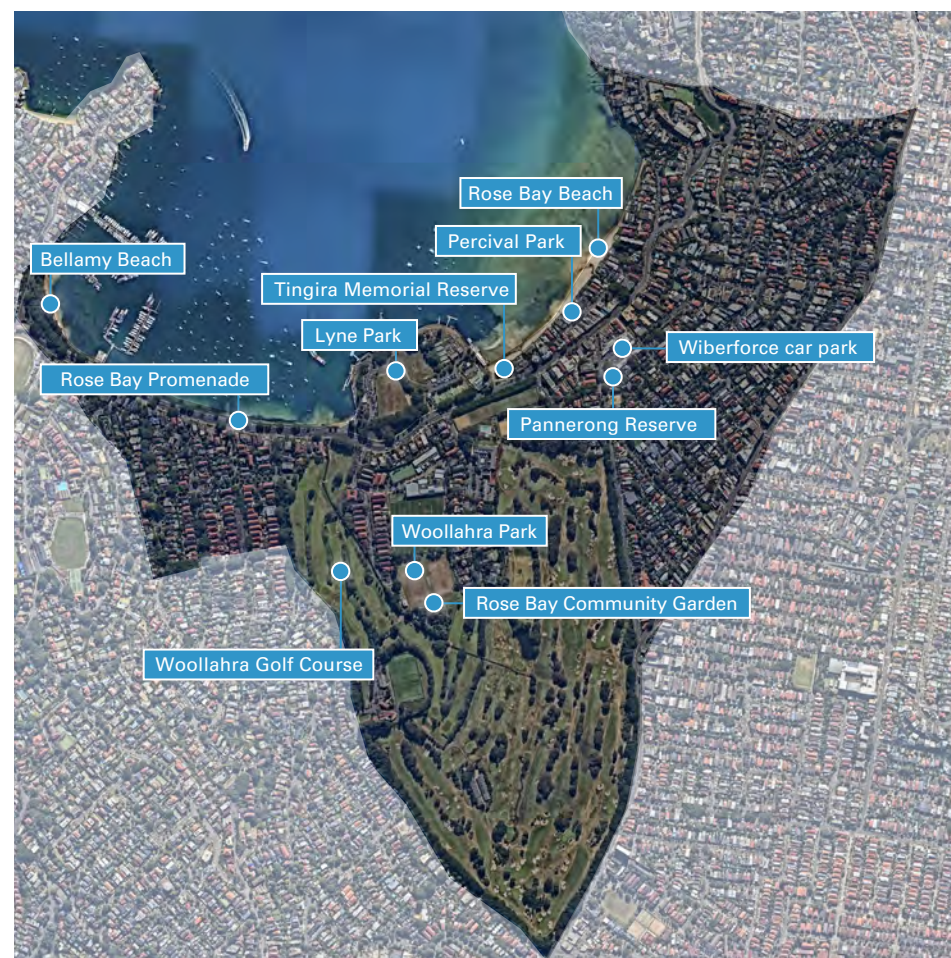 Rose Bay Beach
Percival Park
Bellamy Beach
Tingira Memorial Reserve
Lyne Park
Wiberforce car park
Rose Bay Promenade
Pannerong Reserve
Woollahra Park
Rose Bay Community Garden
Woollahra Golf Course